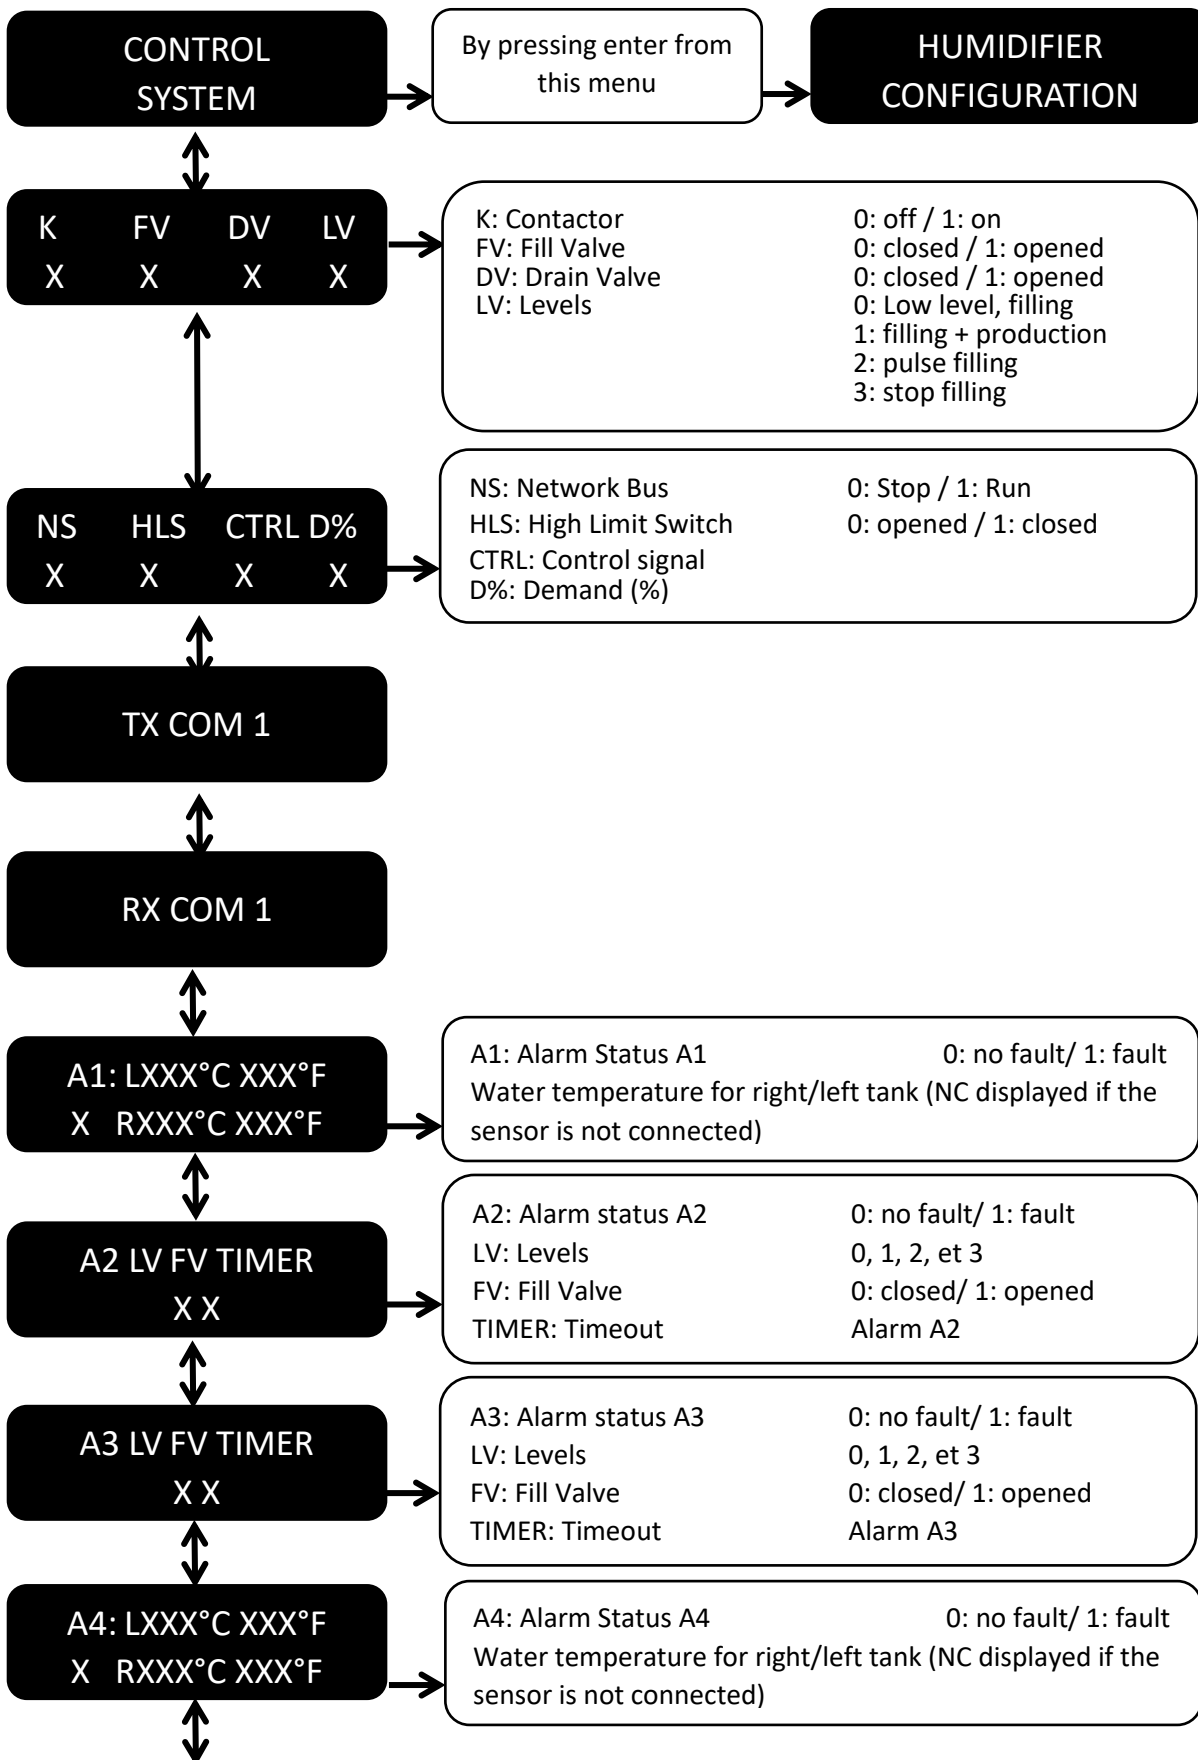 CONTROL
SYSTEM
By pressing enter from
this menu
HUMIDIFIER
CONFIGURATION
K FV DV LV
X X X X
K: Contactor 0: off / 1: on
FV: Fill Valve 0: closed / 1: opened
DV: Drain Valve 0: closed / 1: opened
LV: Levels 0: Low level, filling
1: filling + production
2: pulse filling
3: stop filling
NS HLS CTRL D%
X X X X
NS: Network Bus 0: Stop / 1: Run
HLS: High Limit Switch 0: opened / 1: closed
CTRL: Control signal
D%: Demand (%)
TX COM 1
RX COM 1
A1: LXXX°C XXX°F
X RXXX°C XXX°F
A1: Alarm Status A1 0: no fault/ 1: fault
Water temperature for right/left tank (NC displayed if the
sensor is not connected)
A2 LV FV TIMER
X X
A2: Alarm status A2 0: no fault/ 1: fault
LV: Levels 0, 1, 2, et 3
FV: Fill Valve 0: closed/ 1: opened
TIMER: Timeout Alarm A2
A3 LV FV TIMER
X X
A3: Alarm status A3 0: no fault/ 1: fault
LV: Levels 0, 1, 2, et 3
FV: Fill Valve 0: closed/ 1: opened
TIMER: Timeout Alarm A3
A4: LXXX°C XXX°F
X RXXX°C XXX°F
A4: Alarm Status A4 0: no fault/ 1: fault
Water temperature for right/left tank (NC displayed if the
sensor is not connected)